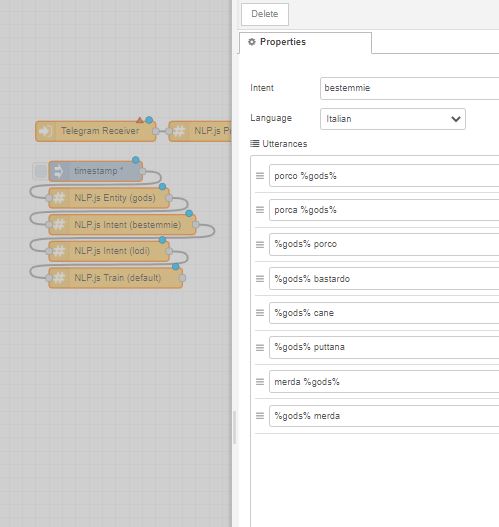 Delete
Properties
Intent
bestemmie
Language
Italian
Utterances
porco %gods%
porca %gods%
%gods% porco
%gods% bastardo
%gods% cane
%gods% puttana
merda %gods%
%gods% merda
Telegram Receiver
NLP.js P
timestamp *
NLP.js Entity (gods)
NLP.js Intent (bestemmie)
NLP.js Intent (lodi)
NLP.js Train (default)